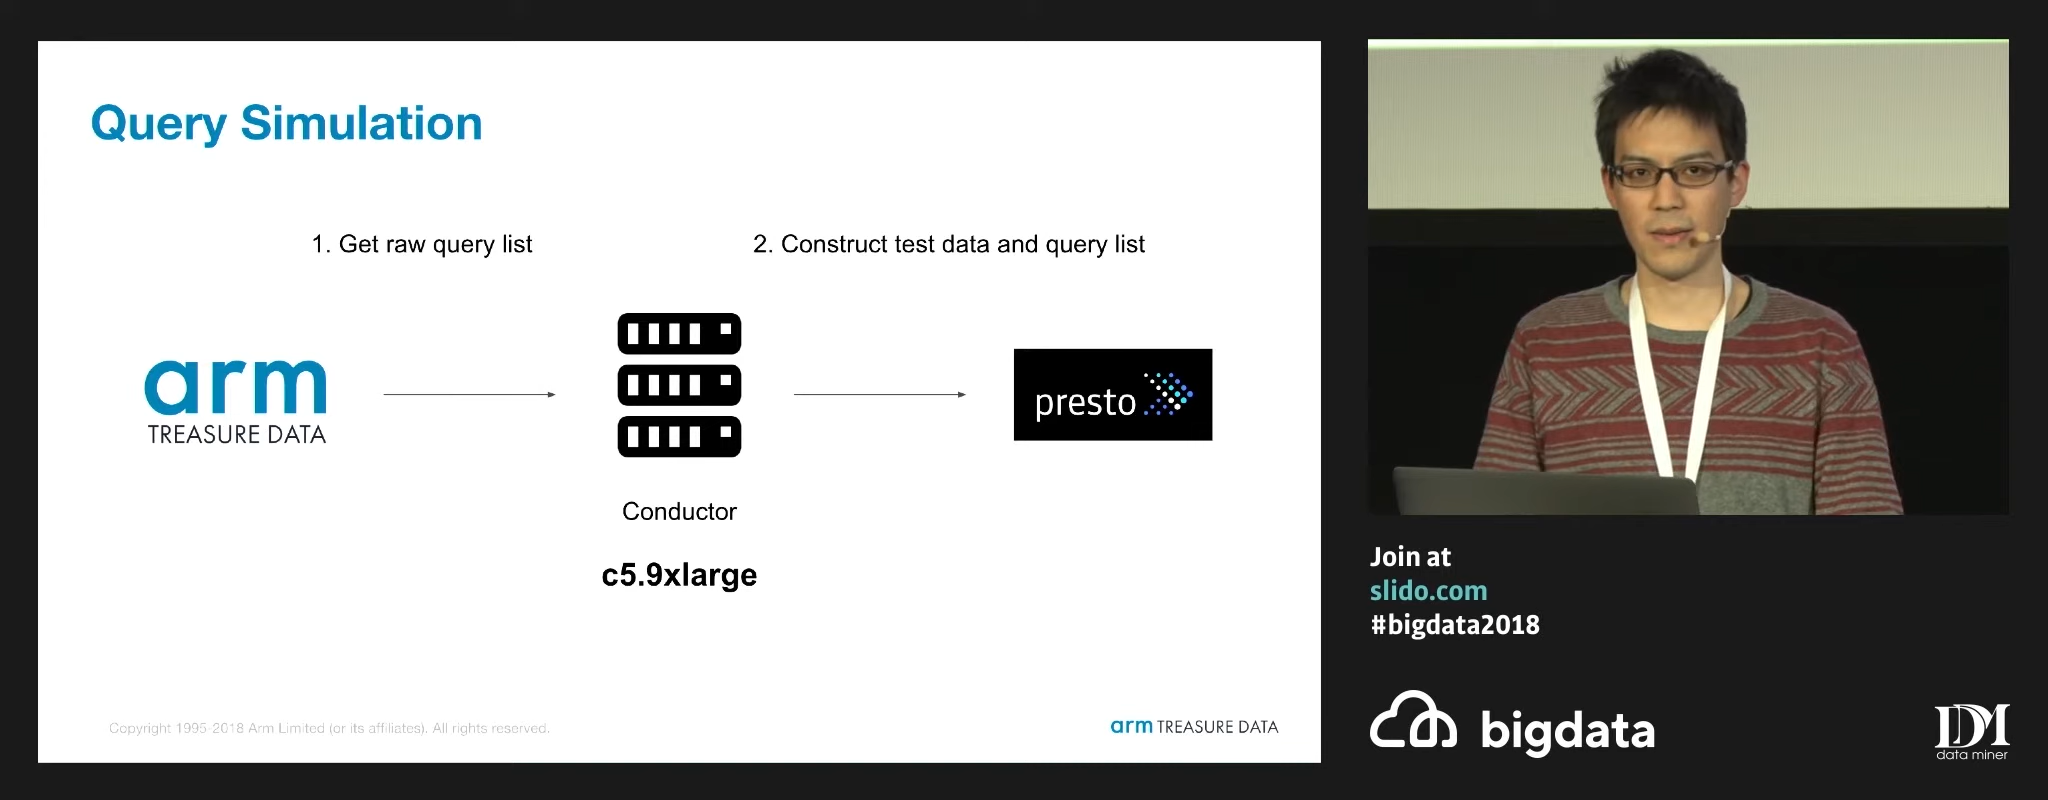 Query Simulation
1. Get raw query list
2. Construct test data and query list
arm
TREASURE DATA
presto
Conductor
c5.9xlarge
Copyright 1995-2018 Arm Limited (or its affiliates). All rights reserved.
arm TREASURE DATA
Join at
slido.com
#bigdata2018
bigdata
DM
data miner